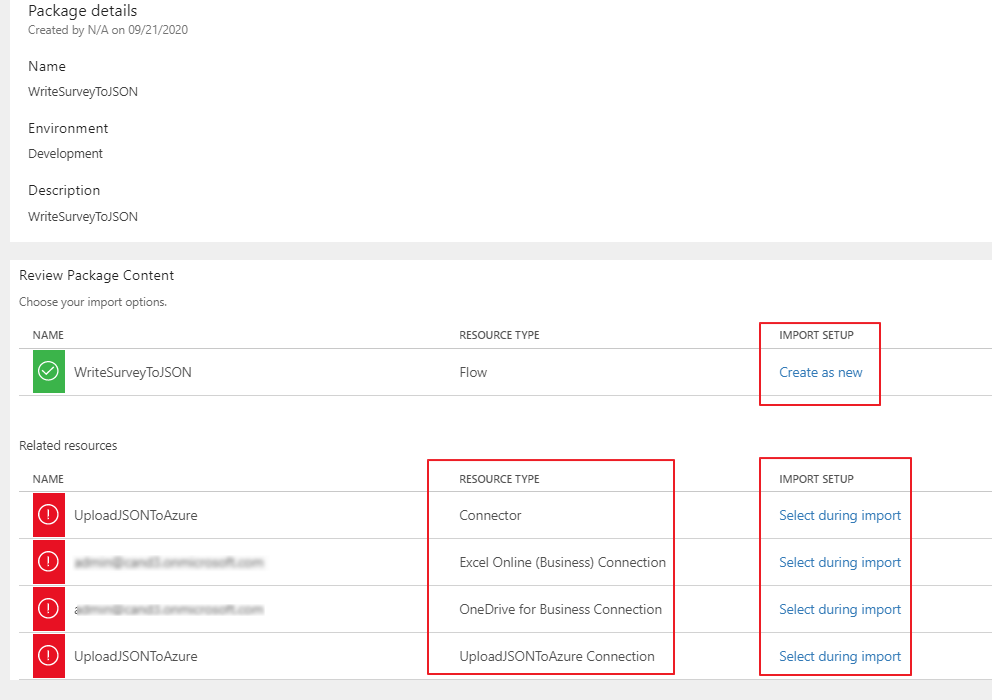 Package details
Created by N/A on 09/21/2020
Name
WriteSurveyToJSON
Environment
Development
Description
WriteSurveyToJSON
Review Package Content
Choose your import options.
NAME RESOURCE TYPE IMPORT SETUP
WriteSurveyToJSON Flow Create as new
Related resources
NAME RESOURCE TYPE IMPORT SETUP
UploadJSONToAzure Connector Select during import
Excel Online (Business) Connection Select during import
OneDrive for Business Connection Select during import
UploadJSONToAzure UploadJSONToAzure Connection Select during import